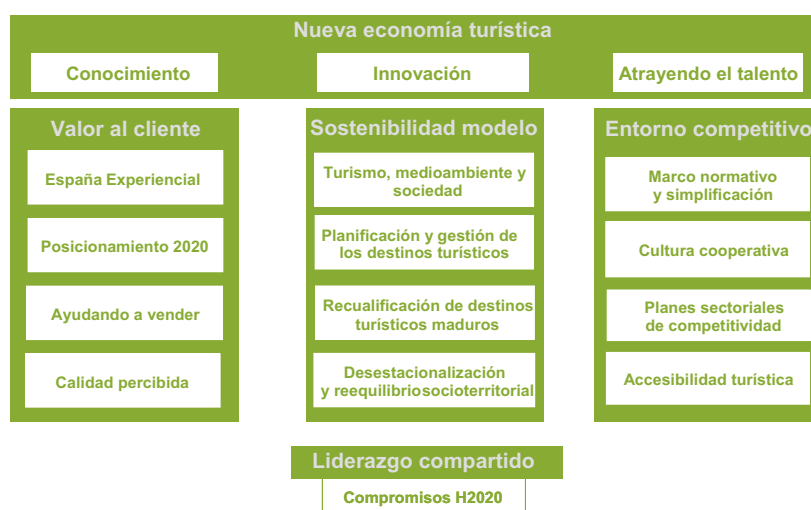 Nueva economía turística
Conocimiento
Innovación
Atrayendo el talento
Valor al cliente
España Experiencial
Posicionamiento 2020
Ayudando a vender
Calidad percibida
Sostenibilidad modelo
Turismo, medioambiente y
sociedad
Planificación y gestión de
los destinos turísticos
Recualificación de destinos
turísticos maduros
Desestacionalización
y reequilibriosocioterritorial
Entorno competitivo
Marco normativo
y simplificación
Cultura cooperativa
Planes sectoriales
de competitividad
Accesibilidad turística
Liderazgo compartido
Compromisos H2020